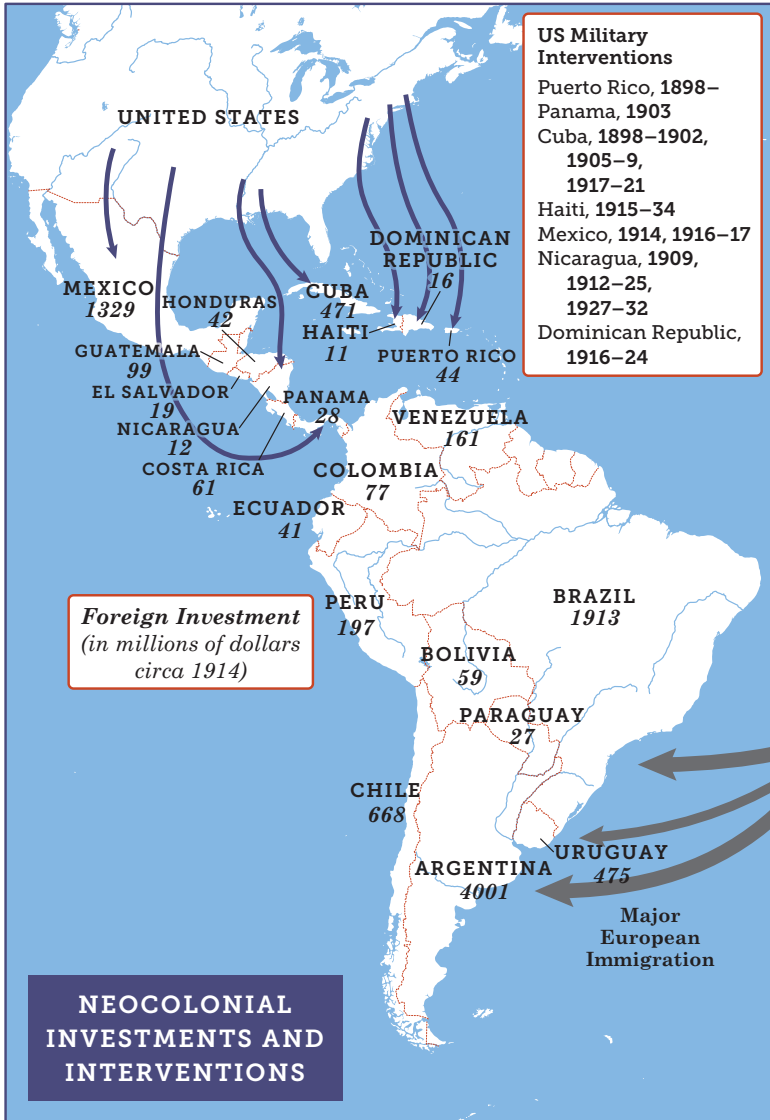 US Military
Interventions
Puerto Rico, 1898–
Panama, 1903
Cuba, 1898–1902,
1905–9,
1917–21
Haiti, 1915–34
Mexico, 1914, 1916–17
Nicaragua, 1909,
1912–25,
1927–32
Dominican Republic,
1916–24
UNITED STATES
MEXICO
1329
HONDURAS
42
GUATEMALA
99
EL SALVADOR
19
NICARAGUA
12
COSTA RICA
61
PANAMA
28
CUBA
471
HAITI
11
DOMINICAN
REPUBLIC
16
PUERTO RICO
44
VENEZUELA
161
COLOMBIA
77
ECUADOR
41
PERU
197
BRAZIL
1913
BOLIVIA
59
PARAGUAY
27
CHILE
668
ARGENTINA
4001
URUGUAY
475
Foreign Investment
(in millions of dollars
circa 1914)
Major
European
Immigration
NEOCOLONIAL
INVESTMENTS AND
INTERVENTIONS